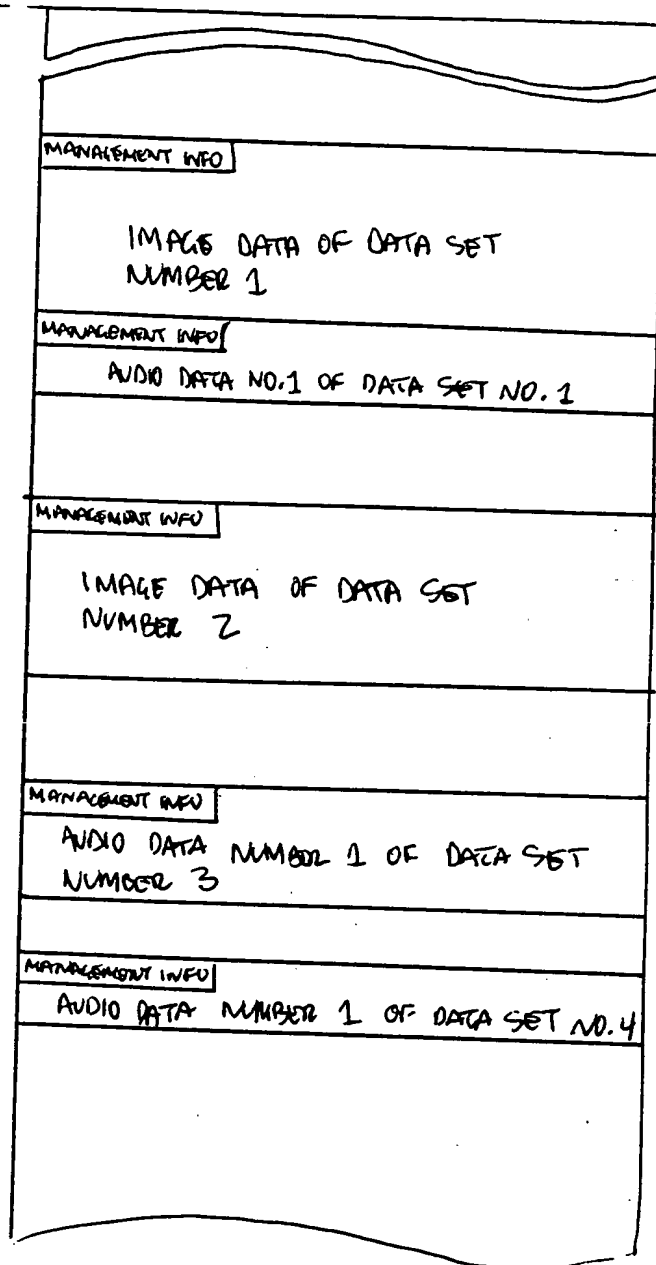 MANAGEMENT INFO
IMAGE DATA OF DATA SET
NUMBER 1
MANAGEMENT INFO
AUDIO DATA NO.1 OF DATA SET NO. 1
MANAGEMENT INFO
IMAGE DATA OF DATA SET
NUMBER 2
MANAGEMENT INFO
AUDIO DATA NUMBER 1 OF DATA SET
NUMBER 3
MANAGEMENT INFO
AUDIO DATA NUMBER 1 OF DATA SET NO.4